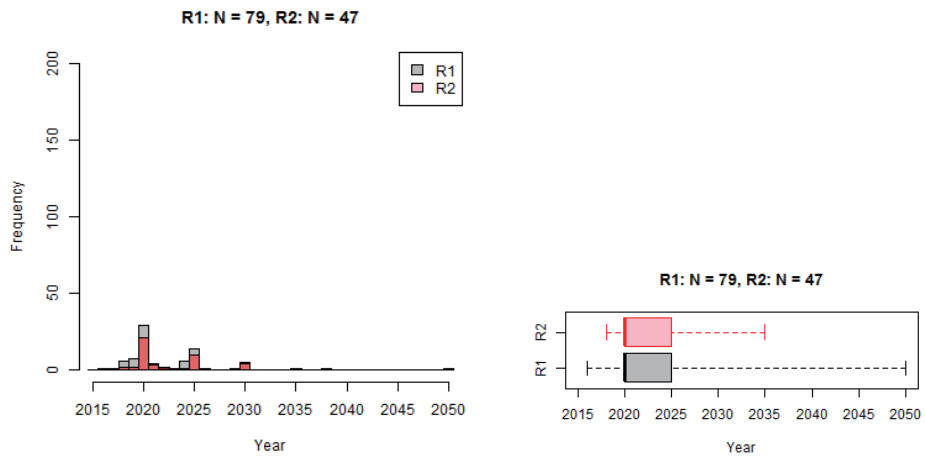 R1: N = 79, R2: N = 47
R1
R2
200
150
100
50
0
Frequency
2015 2020 2025 2030 2035 2040 2045 2050
Year
R1: N = 79, R2: N = 47
R2
R1
2015 2020 2025 2030 2035 2040 2045 2050
Year